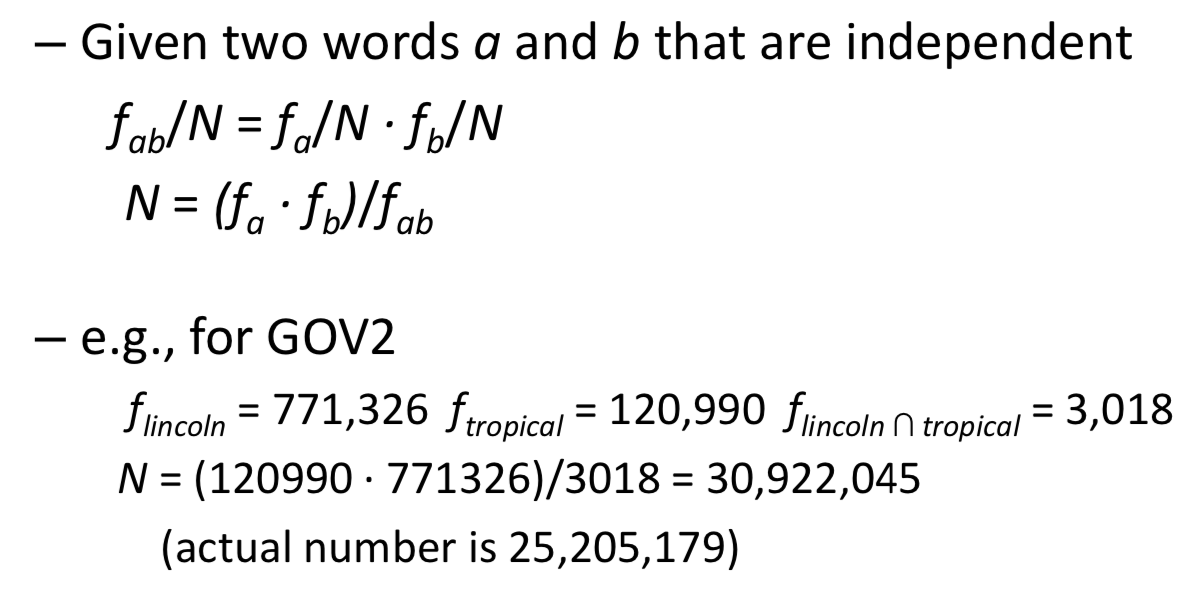 – Given two words a and b that are independent
f_ab/N = f_a/N · f_b/N
N = (f_a · f_b)/f_ab
– e.g., for GOV2
f_lincoln = 771,326 f_tropical = 120,990 f_lincoln ∩ tropical = 3,018
N = (120990 · 771326)/3018 = 30,922,045
(actual number is 25,205,179)